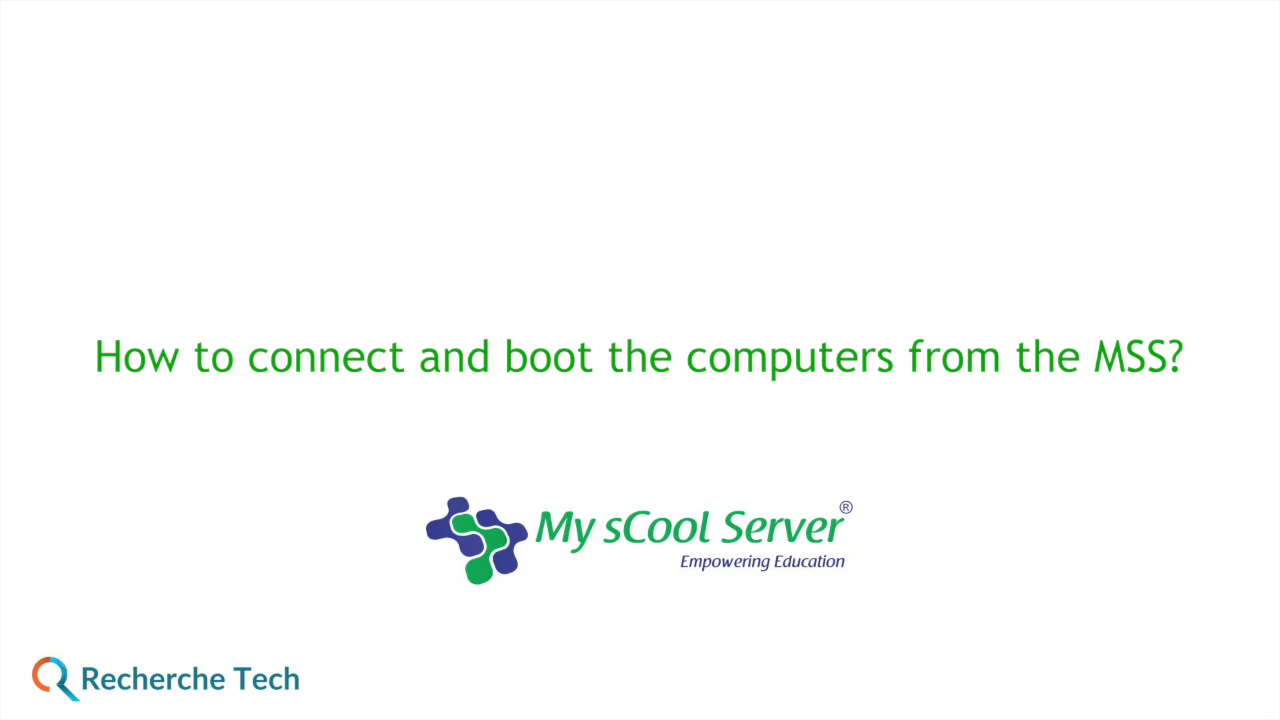 How to connect and boot the computers from the MSS?
My sCool Server®
Empowering Education
Recherche Tech